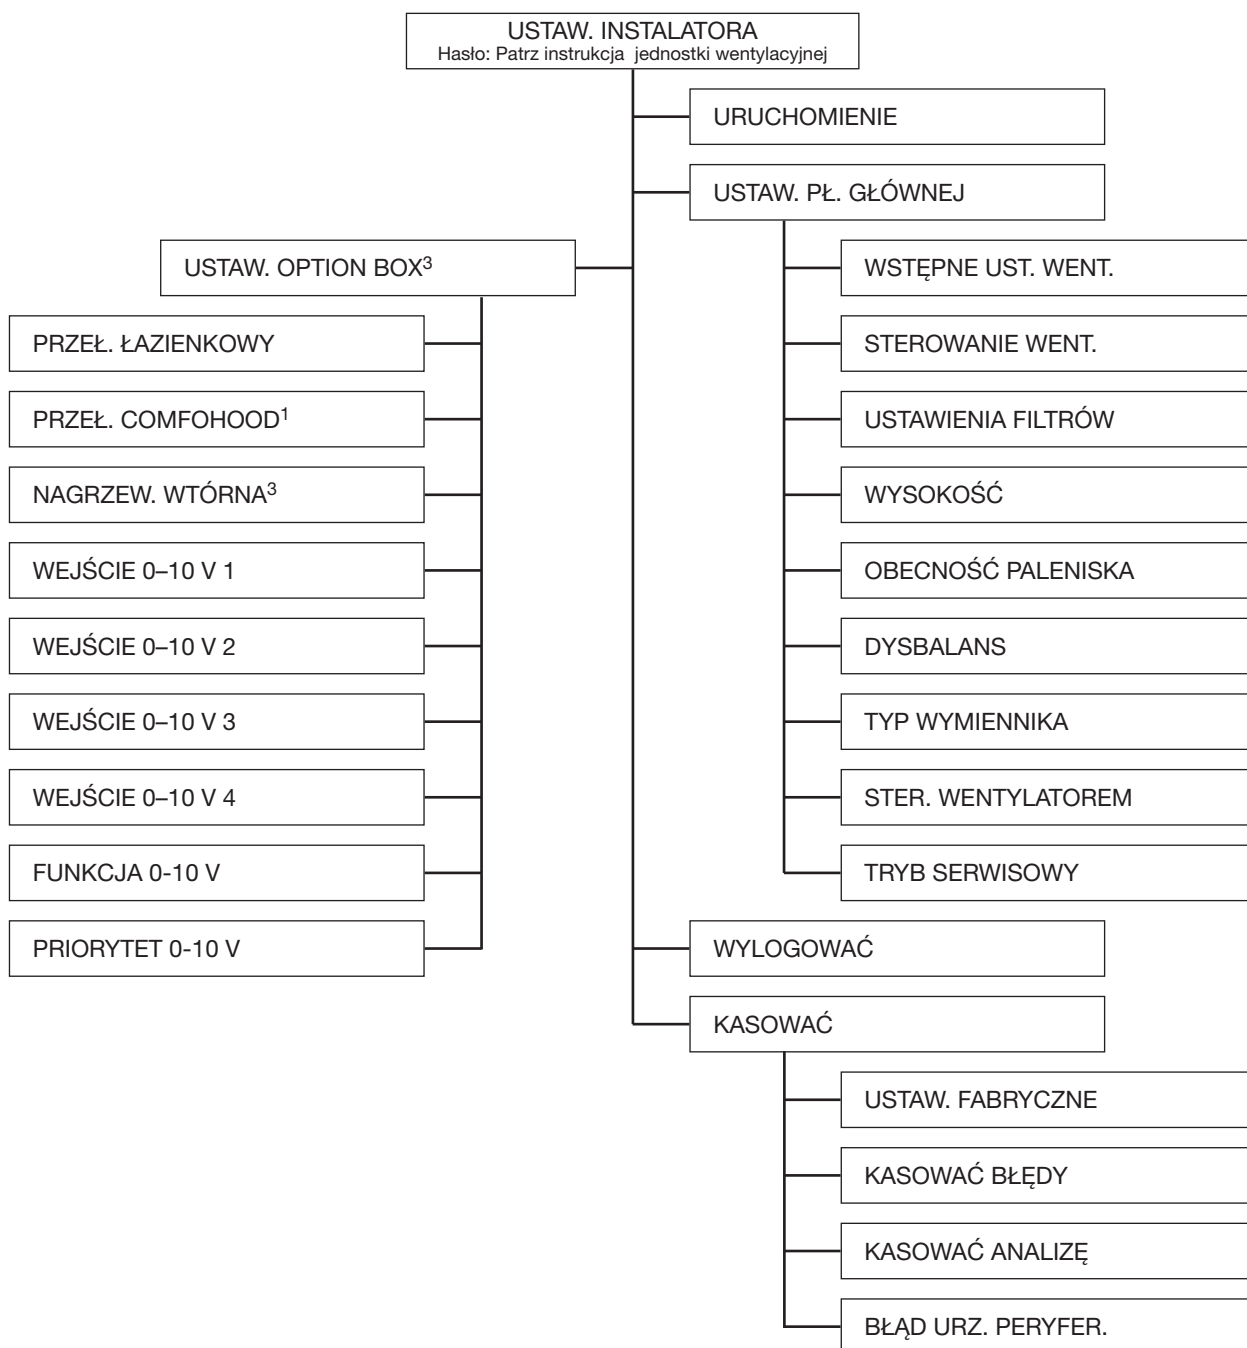 USTAW. INSTALATORA
Hasło: Patrz instrukcja jednostki wentylacyjnej
URUCHOMIENIE
USTAW. PŁ. GŁÓWNEJ
USTAW. OPTION BOX³
WSTĘPNE UST. WENT.
PRZEŁ. ŁAZIENKOWY
STEROWANIE WENT.
PRZEŁ. COMFOHOOD¹
USTAWIENIA FILTRÓW
NAGRZEW. WTÓRNA³
WYSOKOŚĆ
WEJŚCIE 0–10 V 1
OBECNOŚĆ PALENISKA
WEJŚCIE 0–10 V 2
DYSBALANS
WEJŚCIE 0–10 V 3
TYP WYMIENNIKA
WEJŚCIE 0–10 V 4
STER. WENTYLATOREM
FUNKCJA 0-10 V
TRYB SERWISOWY
PRIORYTET 0-10 V
WYLOGOWAĆ
KASOWAĆ
USTAW. FABRYCZNE
KASOWAĆ BŁĘDY
KASOWAĆ ANALIZĘ
BŁĄD URZ. PERYFER.